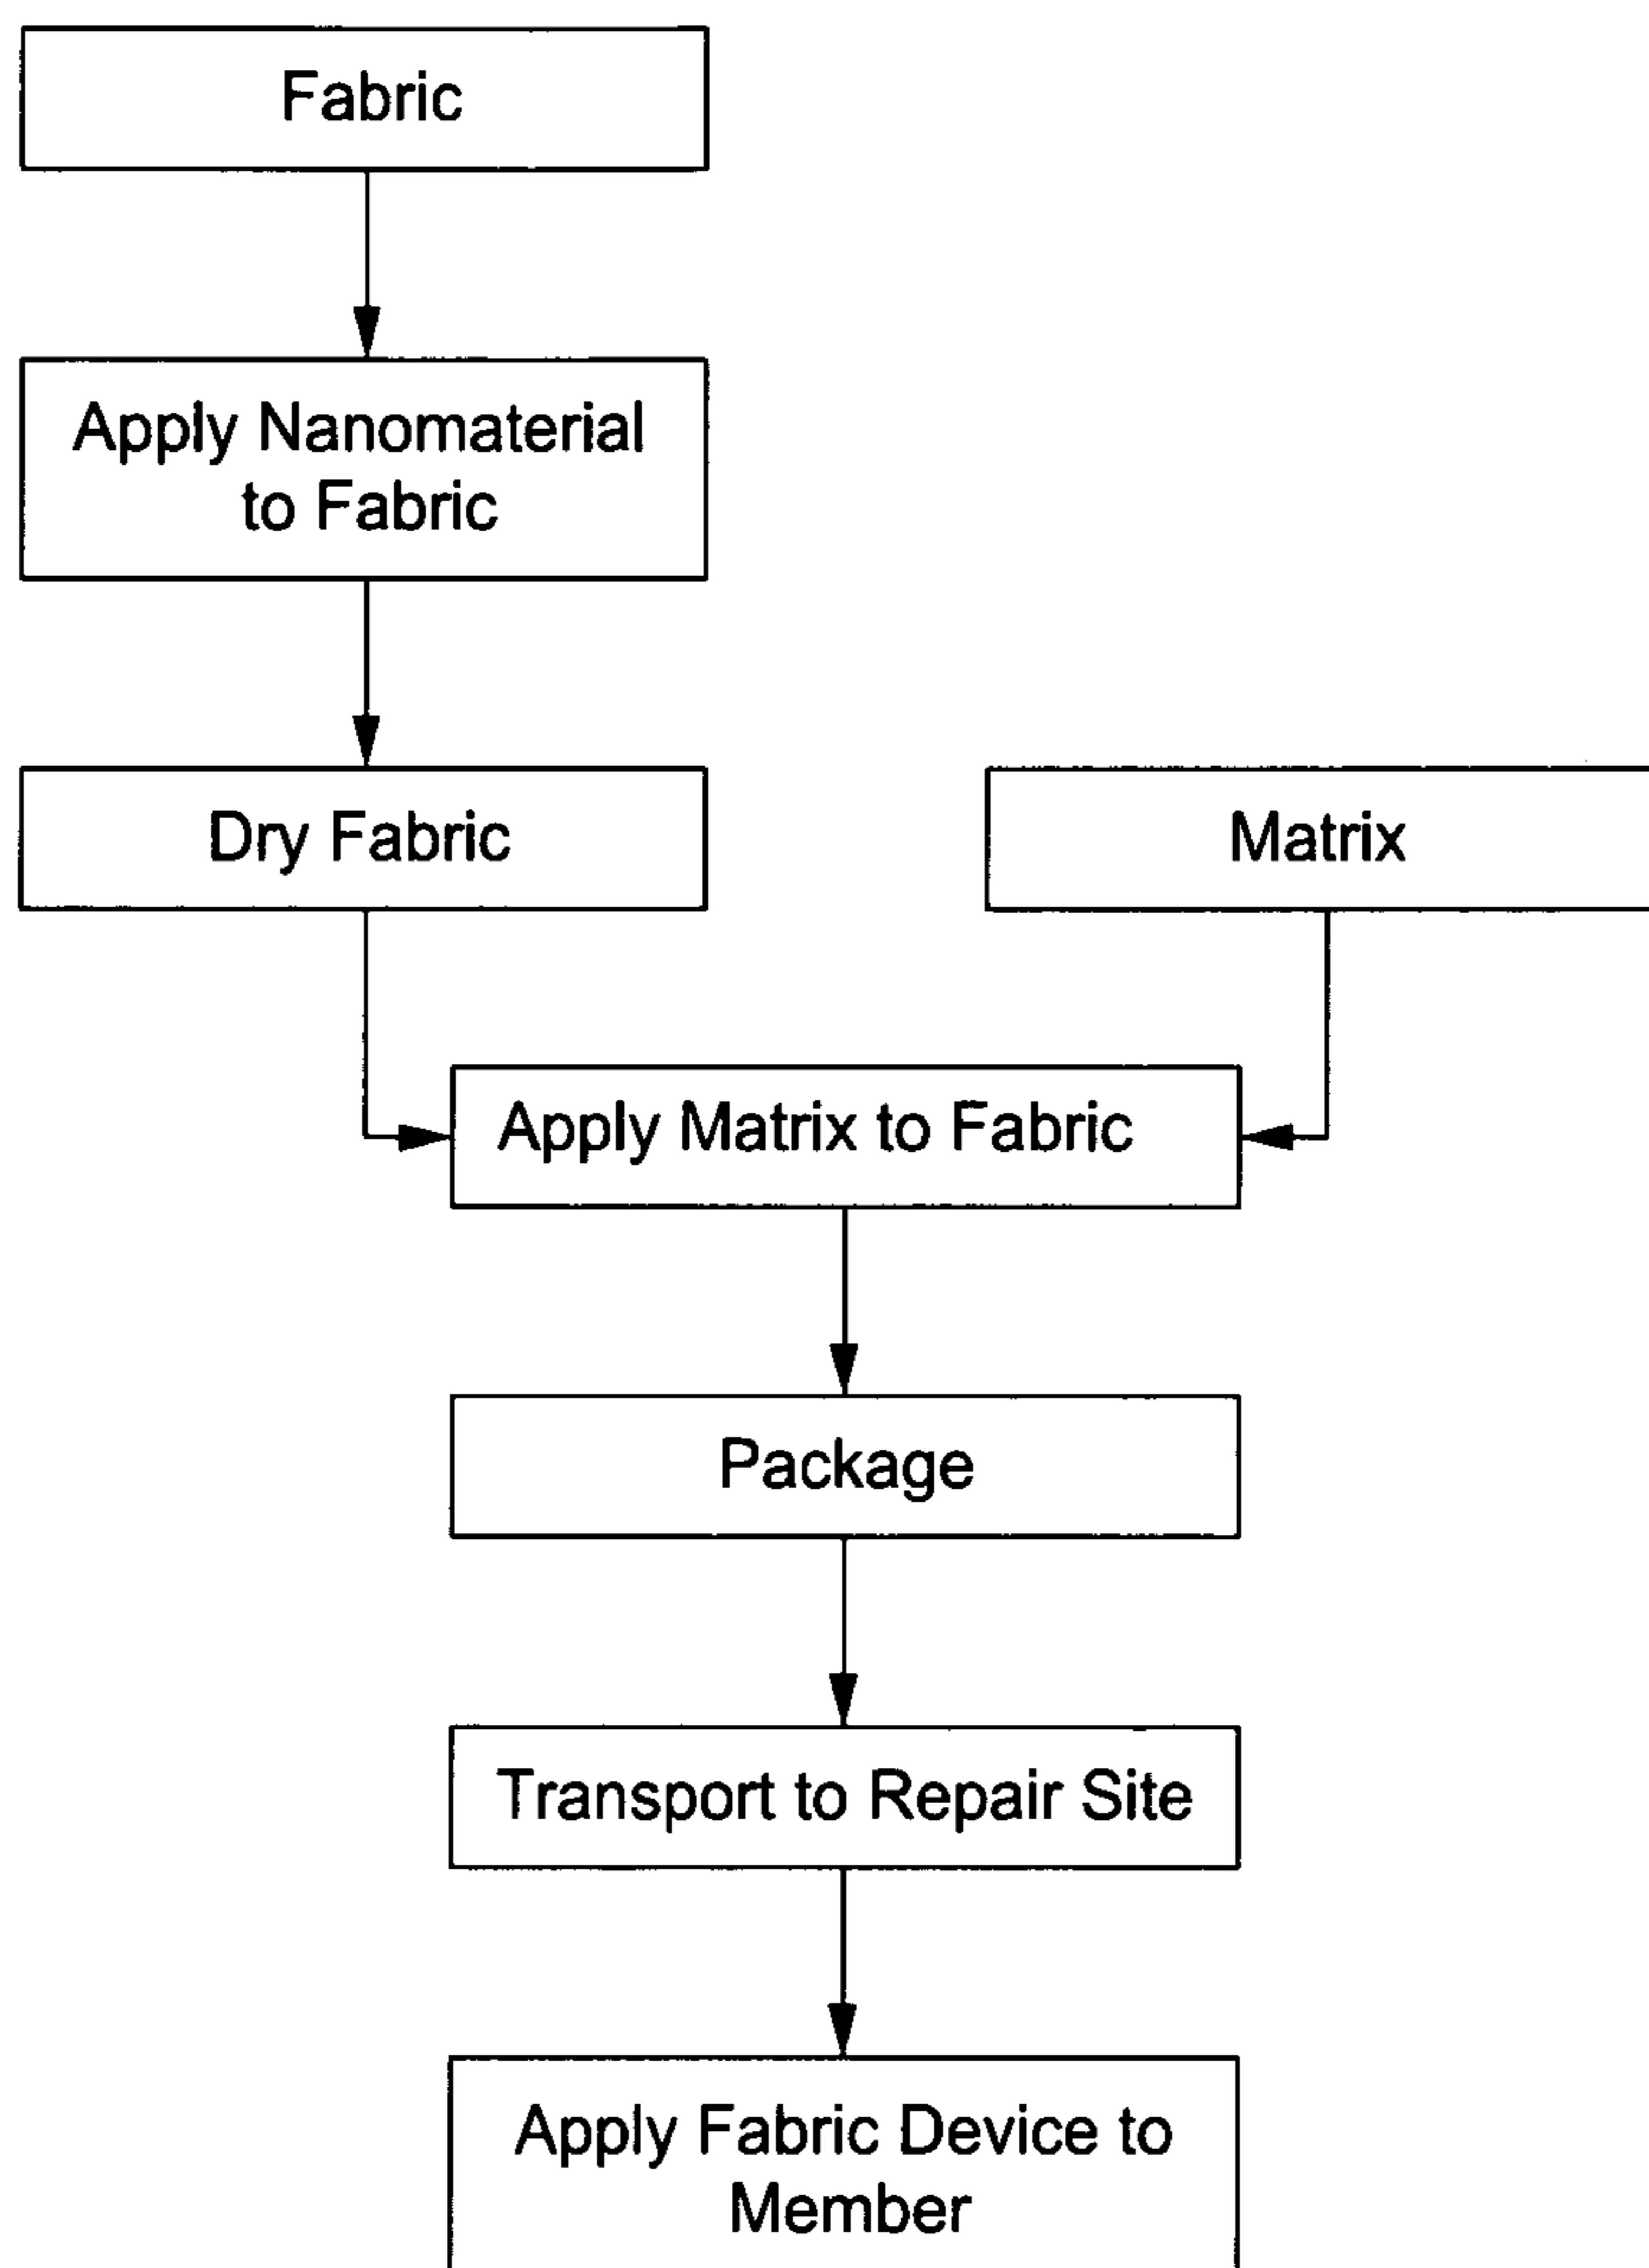 Fabric
Apply Nanomaterial
to Fabric
Dry Fabric
Matrix
Apply Matrix to Fabric
Package
Transport to Repair Site
Apply Fabric Device to
Member